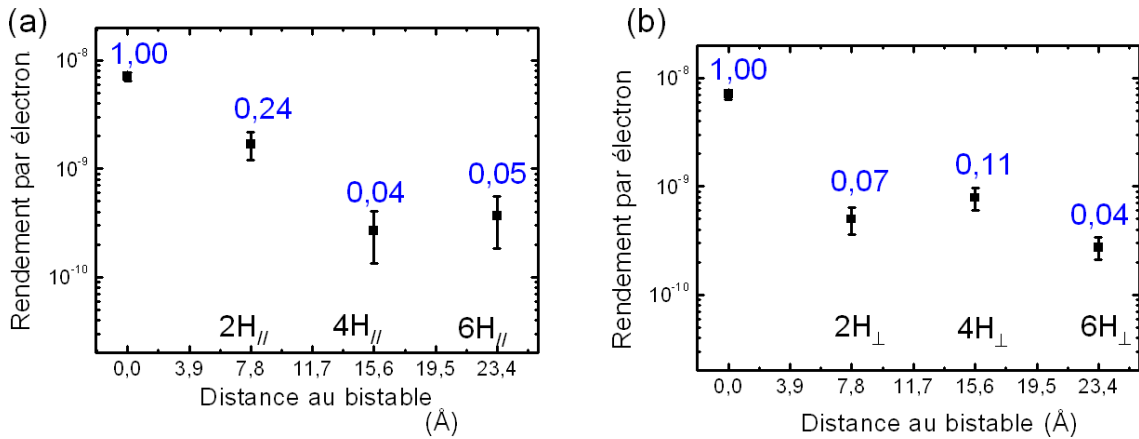 (a)
Rendement par électron
10⁻⁸
10⁻⁹
10⁻¹⁰
1,00
0,24
0,04
0,05
2H//
4H//
6H//
0,0 3,9 7,8 11,7 15,6 19,5 23,4
Distance au bistable
(Å)
(b)
Rendement par électron
10⁻⁸
10⁻⁹
10⁻¹⁰
1,00
0,07
0,11
0,04
2H⊥
4H⊥
6H⊥
0,0 3,9 7,8 11,7 15,6 19,5 23,4
Distance au bistable (Å)